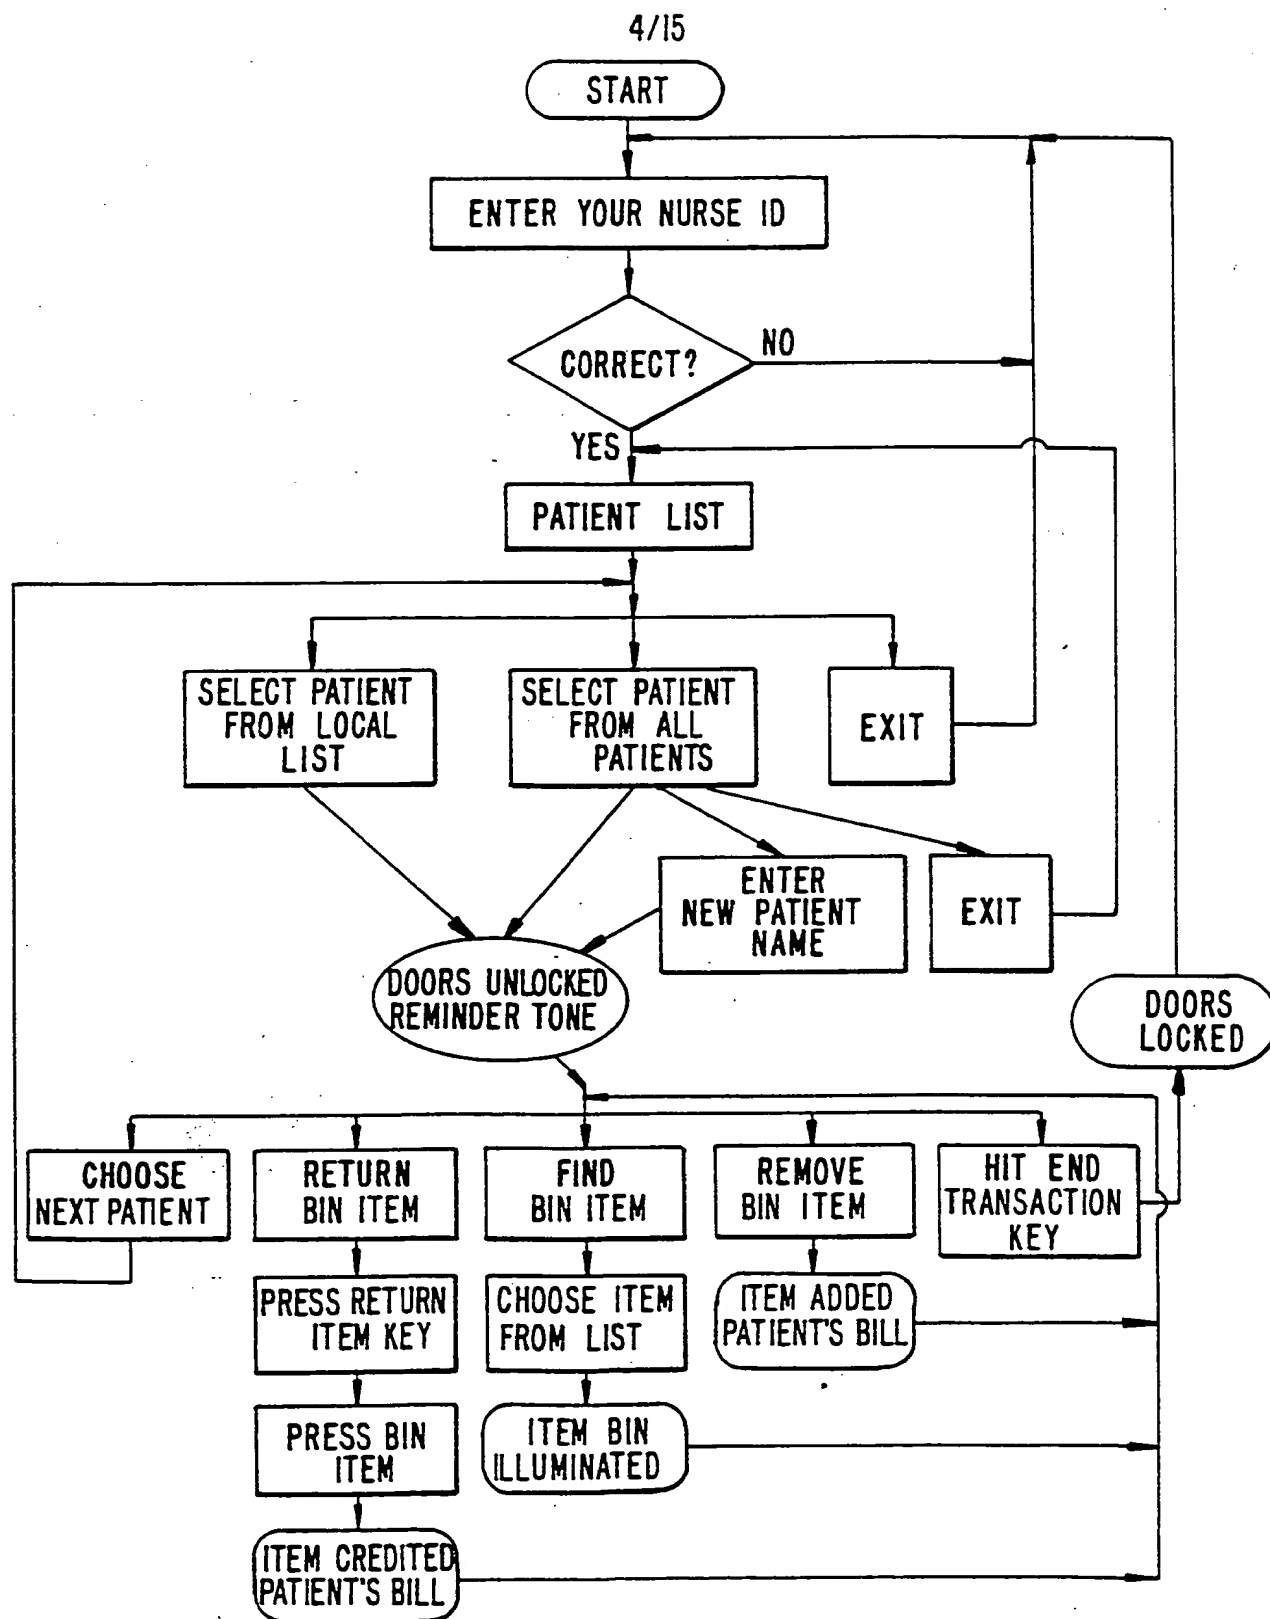 4/15
START
ENTER YOUR NURSE ID
CORRECT?
NO
YES
PATIENT LIST
SELECT PATIENT
FROM LOCAL
LIST
SELECT PATIENT
FROM ALL
PATIENTS
EXIT
ENTER
NEW PATIENT
NAME
EXIT
DOORS UNLOCKED
REMINDER TONE
DOORS
LOCKED
CHOOSE
NEXT PATIENT
RETURN
BIN ITEM
FIND
BIN ITEM
REMOVE
BIN ITEM
HIT END
TRANSACTION
KEY
PRESS RETURN
ITEM KEY
CHOOSE ITEM
FROM LIST
ITEM ADDED
PATIENT'S BILL
PRESS BIN
ITEM
ITEM BIN
ILLUMINATED
ITEM CREDITED
PATIENT'S BILL